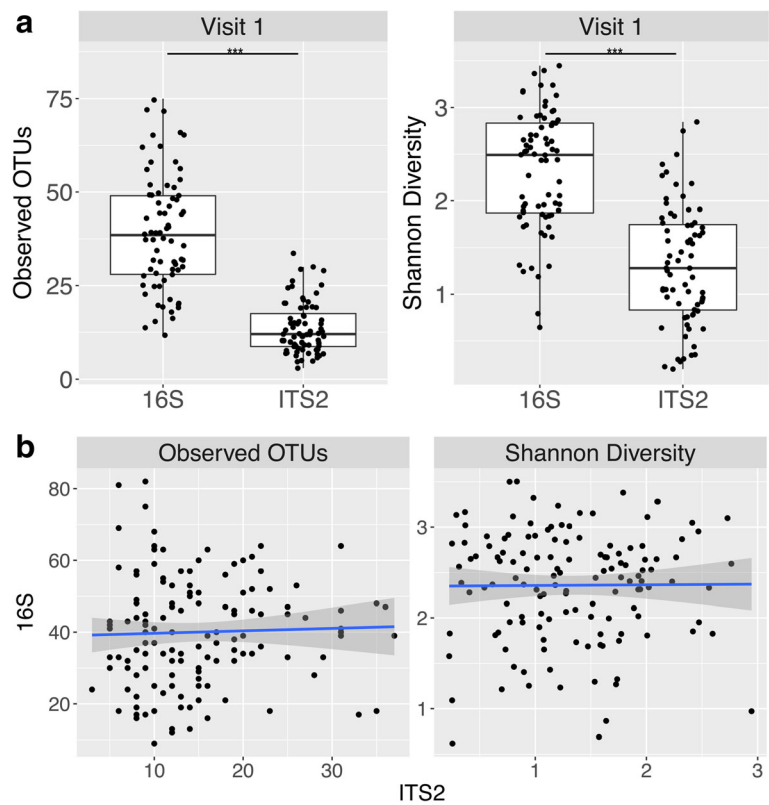 a
Visit 1
Visit 1
***
***
Observed OTUs
75
50
25
0
16S
ITS2
Shannon Diversity
3
2
1
16S
ITS2
b
Observed OTUs
Shannon Diversity
16S
80
60
40
20
10
20
30
3
2
1
1
2
3
ITS2